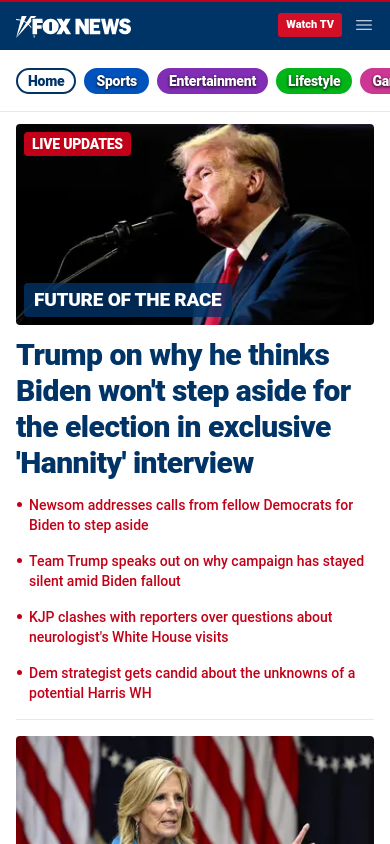 FOX NEWS
Watch TV
Home
Sports
Entertainment
Lifestyle
LIVE UPDATES
FUTURE OF THE RACE
Trump on why he thinks
Biden won't step aside for
the election in exclusive
'Hannity' interview
• Newsom addresses calls from fellow Democrats for
Biden to step aside
• Team Trump speaks out on why campaign has stayed
silent amid Biden fallout
• KJP clashes with reporters over questions about
neurologist's White House visits
• Dem strategist gets candid about the unknowns of a
potential Harris WH